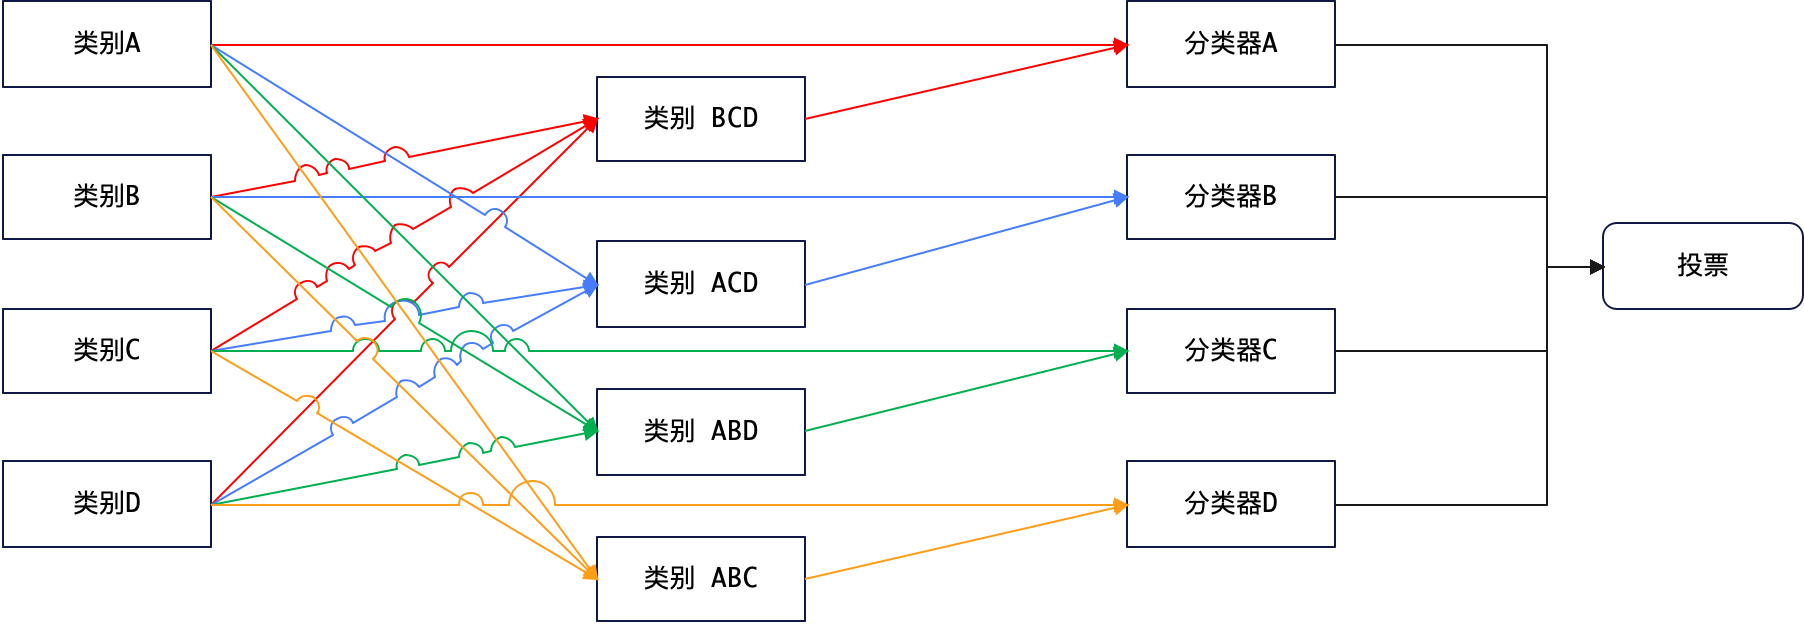 类别A
类别B
类别C
类别D
类别 BCD
类别 ACD
类别 ABD
类别 ABC
分类器A
分类器B
分类器C
分类器D
投票